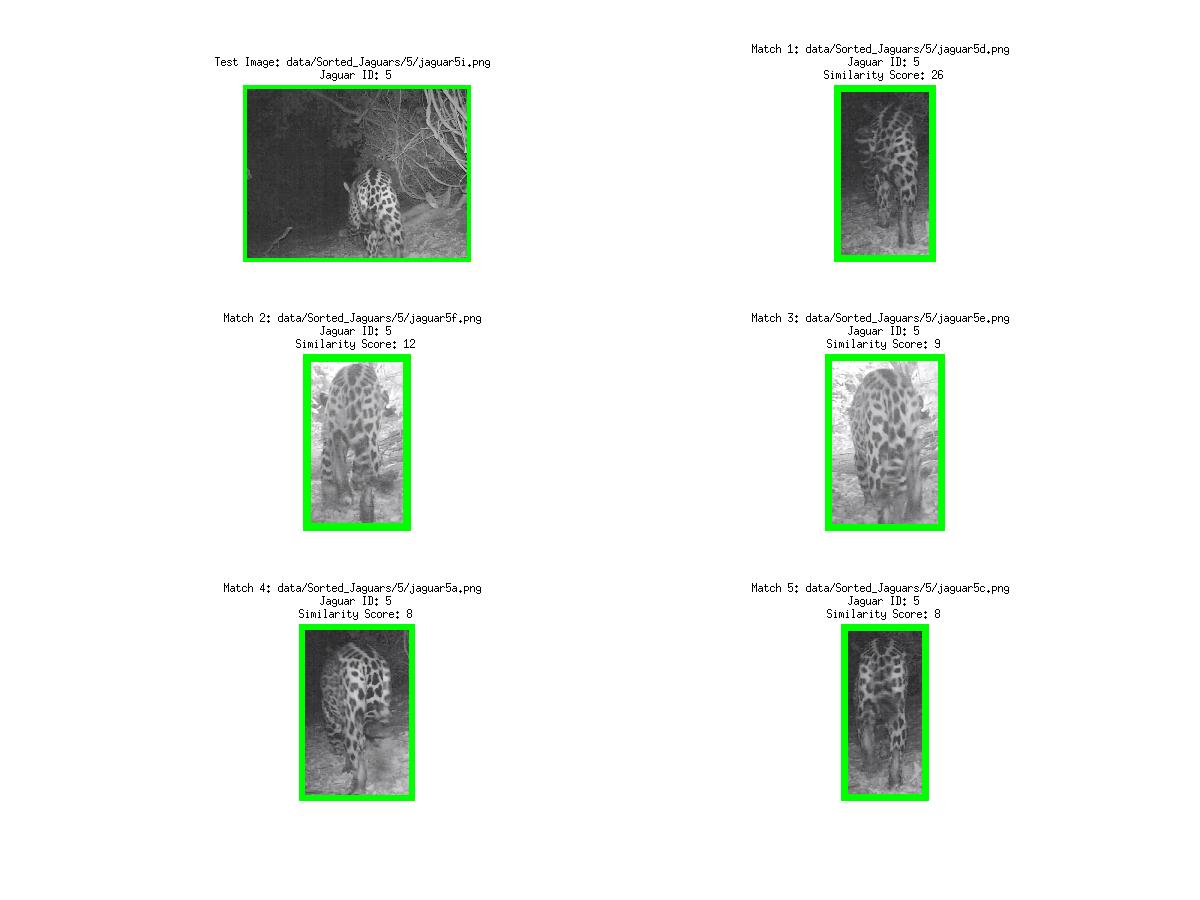 Test Image: data/Sorted_Jaguars/5/jaguar5i.png
Jaguar ID: 5
Match 1: data/Sorted_Jaguars/5/jaguar5d.png
Jaguar ID: 5
Similarity Score: 26
Match 2: data/Sorted_Jaguars/5/jaguar5f.png
Jaguar ID: 5
Similarity Score: 12
Match 3: data/Sorted_Jaguars/5/jaguar5e.png
Jaguar ID: 5
Similarity Score: 9
Match 4: data/Sorted_Jaguars/5/jaguar5a.png
Jaguar ID: 5
Similarity Score: 8
Match 5: data/Sorted_Jaguars/5/jaguar5c.png
Jaguar ID: 5
Similarity Score: 8